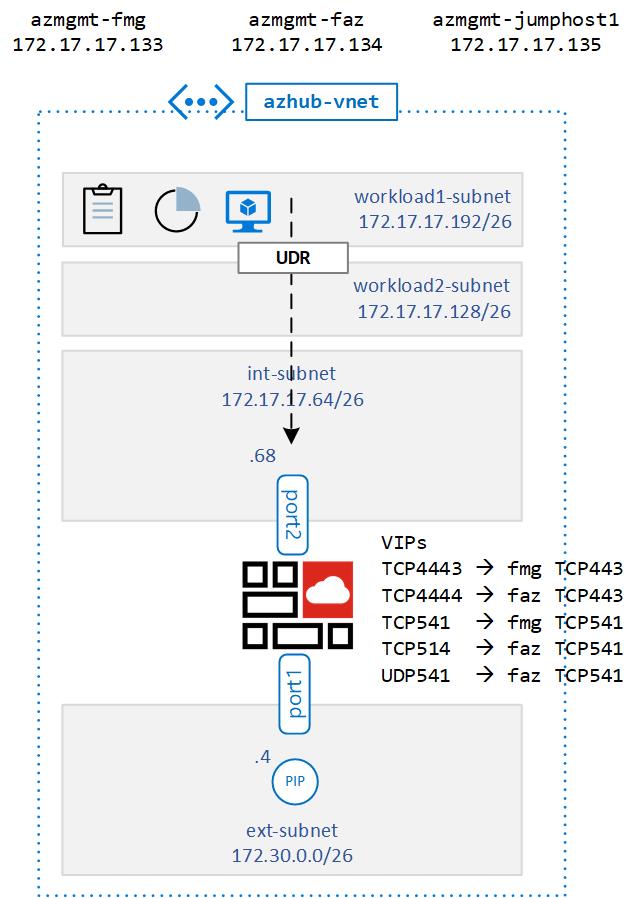 azmgmt-fmg
172.17.17.133
azmgmt-faz
172.17.17.134
azmgmt-jumphost1
172.17.17.135
azhub-vnet
workload1-subnet
172.17.17.192/26
UDR
workload2-subnet
172.17.17.128/26
int-subnet
172.17.17.64/26
.68
port2
VIPs
TCP4443 → fmg TCP443
TCP4444 → faz TCP443
TCP541 → fmg TCP541
TCP514 → faz TCP541
UDP541 → faz TCP541
port1
.4
PIP
ext-subnet
172.30.0.0/26